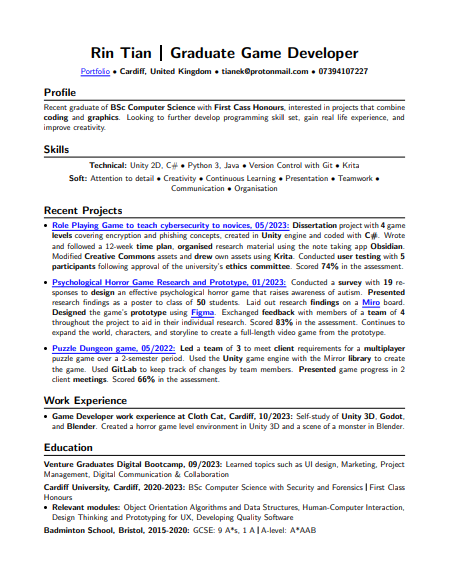 Rin Tian | Graduate Game Developer
Portfolio • Cardiff, United Kingdom • tianek@protonmail.com • 07394107227
Profile
Recent graduate of BSc Computer Science with First Class Honours, interested in projects that combine
coding and graphics. Looking to further develop programming skill set, gain real life experience, and
improve creativity.
Skills
Technical: Unity 2D, C# • Python 3, Java • Version Control with Git • Krita
Soft: Attention to detail • Creativity • Continuous Learning • Presentation • Teamwork •
Communication • Organisation
Recent Projects
• Role Playing Game to teach cybersecurity to novices, 05/2023: Dissertation project with 4 game
levels covering encryption and phishing concepts, created in Unity engine and coded with C#. Wrote
and followed a 12-week time plan, organised research material using the note taking app Obsidian.
Modified Creative Commons assets and drew own assets using Krita. Conducted user testing with 5
participants following approval of the university's ethics committee. Scored 74% in the assessment.
• Psychological Horror Game Research and Prototype, 01/2023: Conducted a survey with 19 re-
sponses to design an effective psychological horror game that raises awareness of autism. Presented
research findings as a poster to class of 50 students. Laid out research findings on a Miro board.
Designed the game's prototype using Figma. Exchanged feedback with members of a team of 4
throughout the project to aid in their individual research. Scored 83% in the assessment. Continues to
expand the world, characters, and storyline to create a full-length video game from the prototype.
• Puzzle Dungeon game, 05/2022: Led a team of 3 to meet client requirements for a multiplayer
puzzle game over a 2-semester period. Used the Unity game engine with the Mirror library to create
the game. Used GitLab to keep track of changes by team members. Presented game progress in 2
client meetings. Scored 66% in the assessment.
Work Experience
• Game Developer work experience at Cloth Cat, Cardiff, 10/2023: Self-study of Unity 3D, Godot,
and Blender. Created a horror game level environment in Unity 3D and a scene of a monster in Blender.
Education
Venture Graduates Digital Bootcamp, 09/2023: Learned topics such as UI design, Marketing, Project
Management, Digital Communication & Collaboration
Cardiff University, Cardiff, 2020-2023: BSc Computer Science with Security and Forensics | First Class
Honours
• Relevant modules: Object Orientation Algorithms and Data Structures, Human-Computer Interaction,
Design Thinking and Prototyping for UX, Developing Quality Software
Badminton School, Bristol, 2015-2020: GCSE: 9 A*s, 1 A | A-level: A*AAB